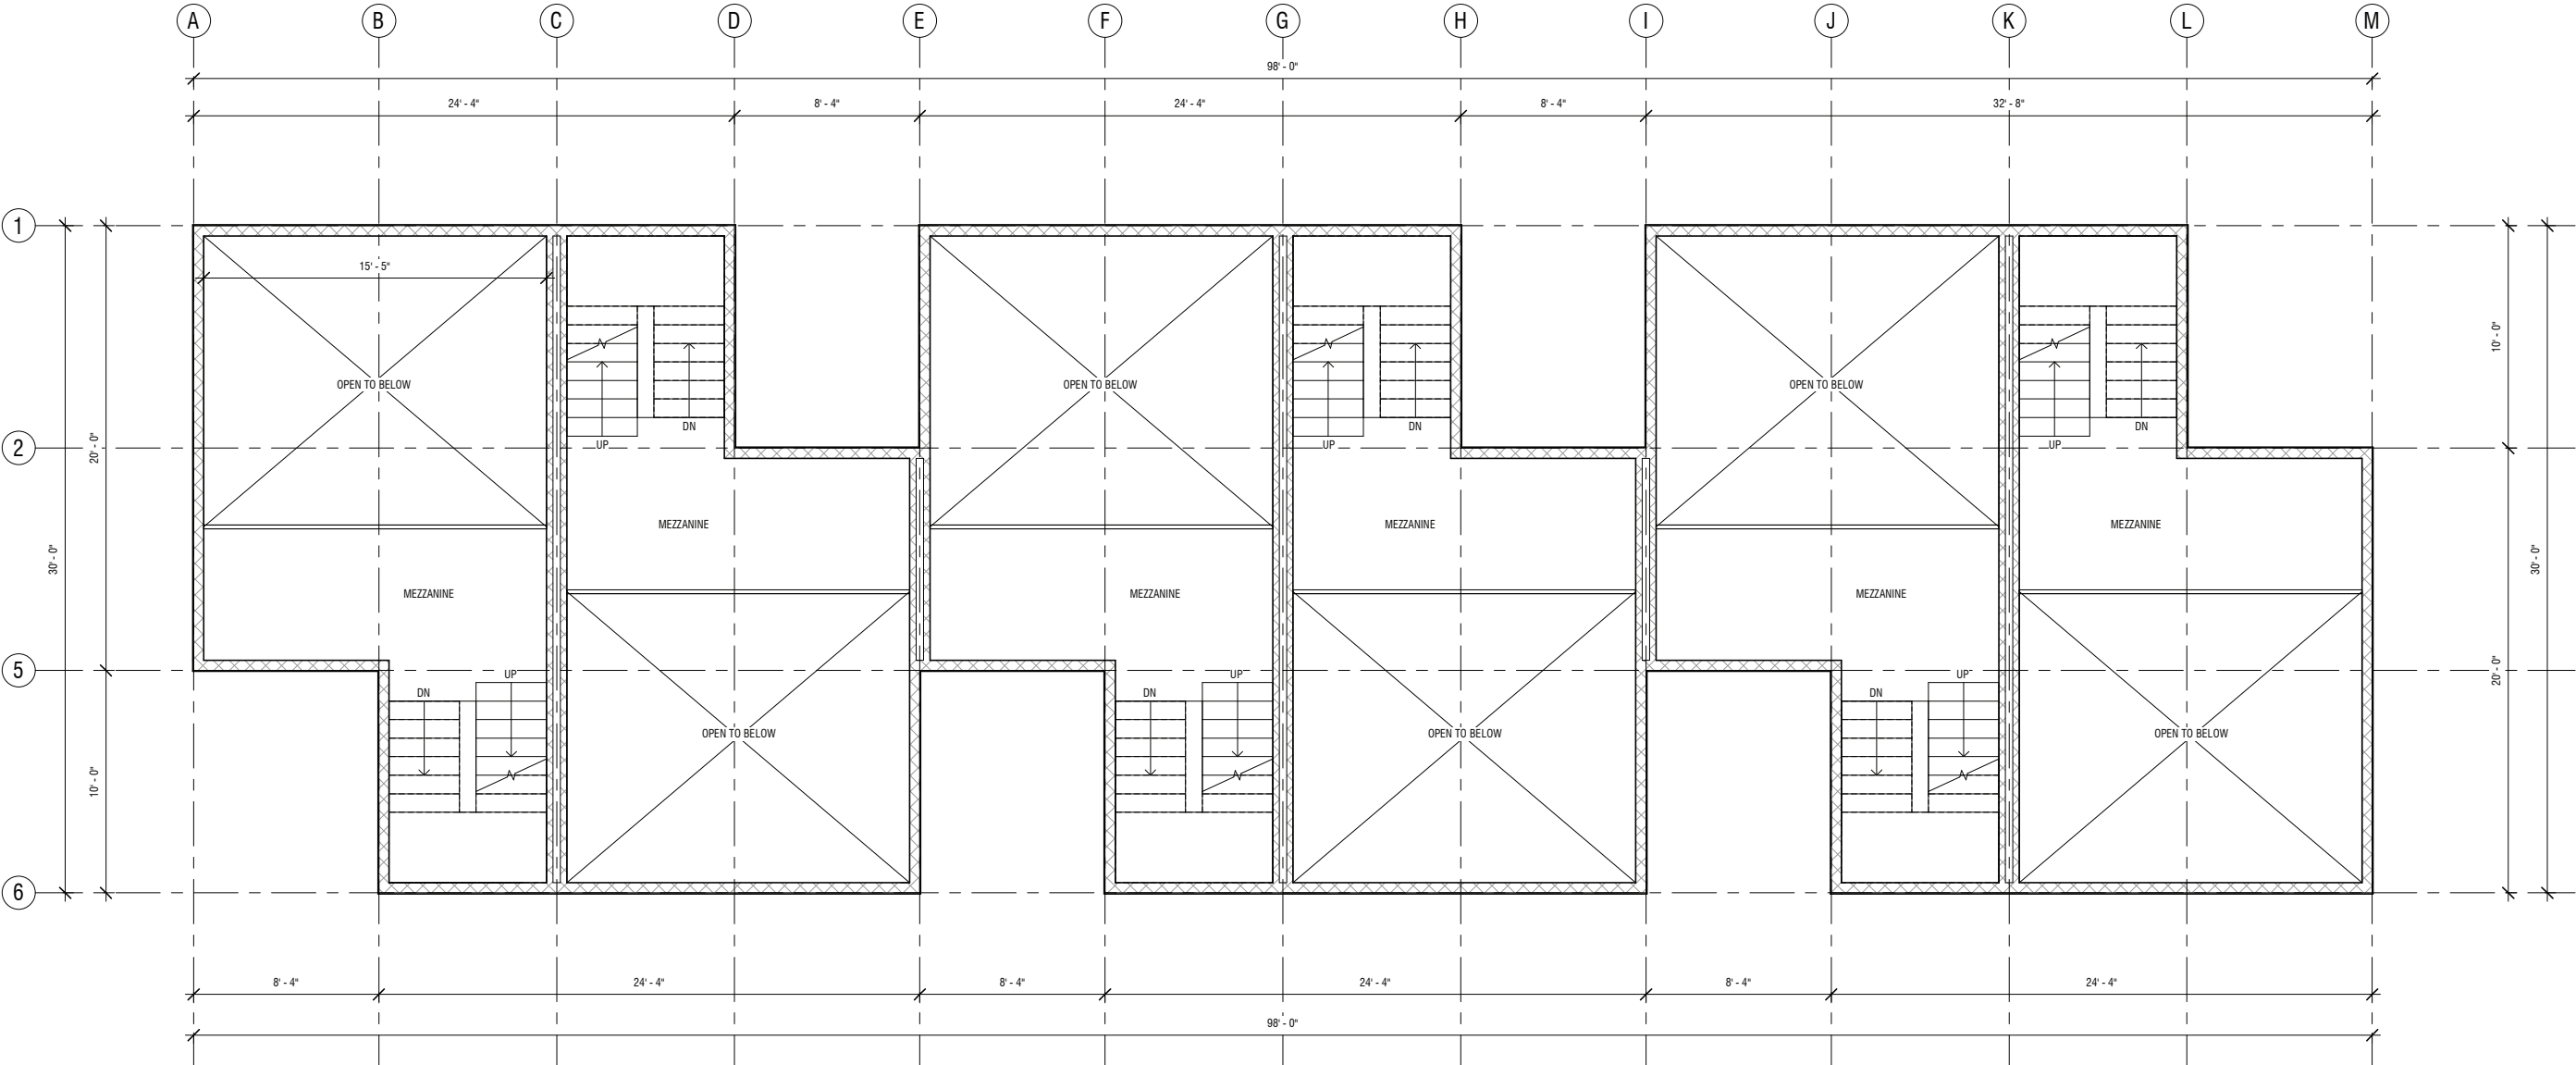 A B C D E F G H I J K L M
98' - 0"
24' - 4" 8' - 4" 24' - 4" 8' - 4" 32' - 8"
1
15' - 5"
10' - 0"
OPEN TO BELOW OPEN TO BELOW OPEN TO BELOW
DN DN DN
UP UP UP
2
20' - 0"
MEZZANINE MEZZANINE MEZZANINE
30' - 0" 30' - 0"
MEZZANINE MEZZANINE MEZZANINE
5
20' - 0"
UP UP UP
DN DN DN
OPEN TO BELOW OPEN TO BELOW OPEN TO BELOW
10' - 0"
6
8' - 4" 24' - 4" 8' - 4" 24' - 4" 8' - 4" 24' - 4"
98' - 0"